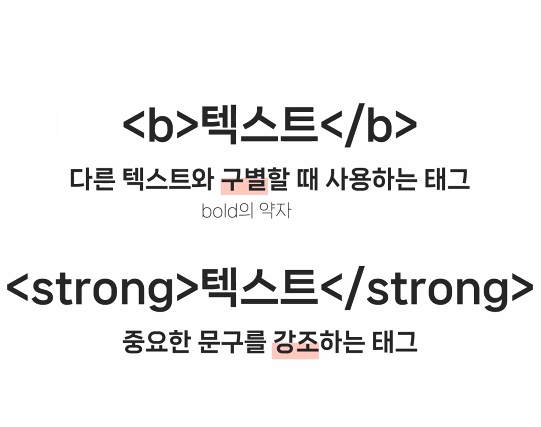 <b>텍스트</b>
다른 텍스트와 구별할 때 사용하는 태그
bold의 약자
<strong>텍스트</strong>
중요한 문구를 강조하는 태그